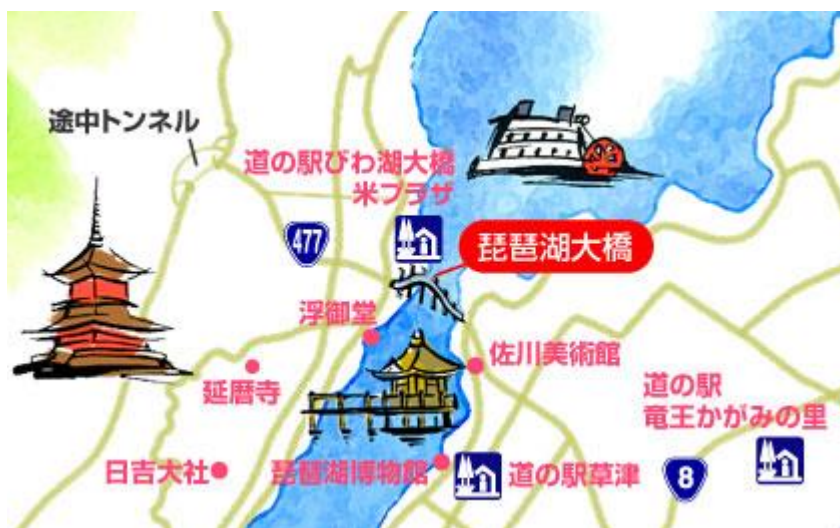 途中トンネル
道の駅びわ湖大橋
米プラザ
477
琵琶湖大橋
浮御堂
佐川美術館
延暦寺
道の駅
竜王かがみの里
日吉大社
琵琶湖博物館
道の駅草津
8